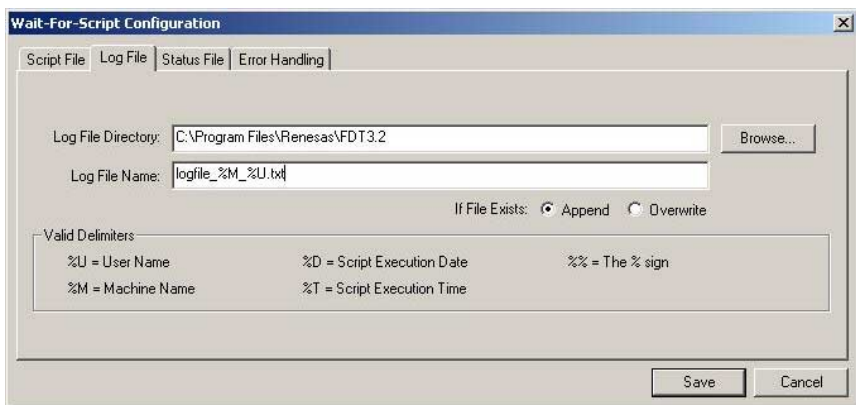 Wait-For-Script Configuration
Script File Log File Status File Error Handling
Log File Directory: C:\Program Files\Renesas\FDT3.2 Browse...
Log File Name: logfile_%M_%U.txt
If File Exists: Append Overwrite
Valid Delimiters
%U = User Name %D = Script Execution Date %% = The % sign
%M = Machine Name %T = Script Execution Time
Save Cancel